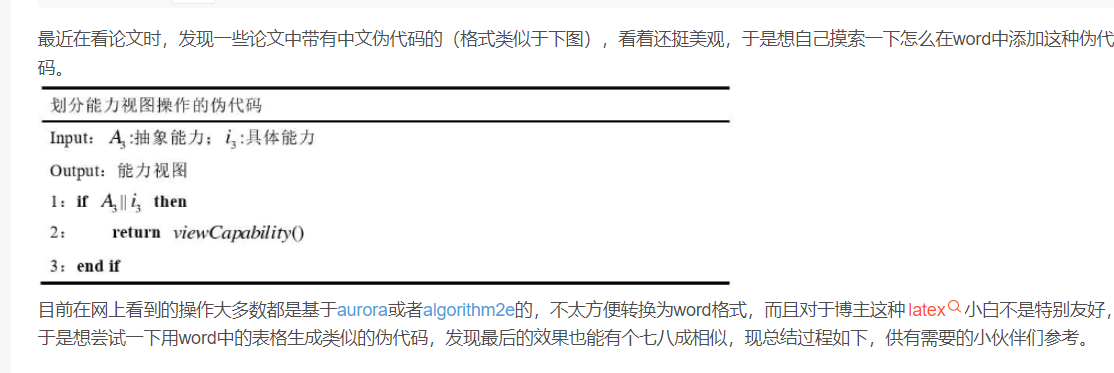 最近在看论文时，发现一些论文中带有中文伪代码的（格式类似于下图），看着还挺美观，于是想自己摸索一下怎么在word中添加这种伪代
码。
划分能力视图操作的伪代码
Input： A₃:抽象能力；i₃:具体能力
Output：能力视图
1：if A₃||i₃ then
2： return viewCapability()
3：end if
目前在网上看到的操作大多数都是基于aurora或者algorithm2e的，不太方便转换为word格式，而且对于博主这种latex小白不是特别友好，
于是想尝试一下用word中的表格生成类似的伪代码，发现最后的效果也能有个七八成相似，现总结过程如下，供有需要的小伙伴们参考。